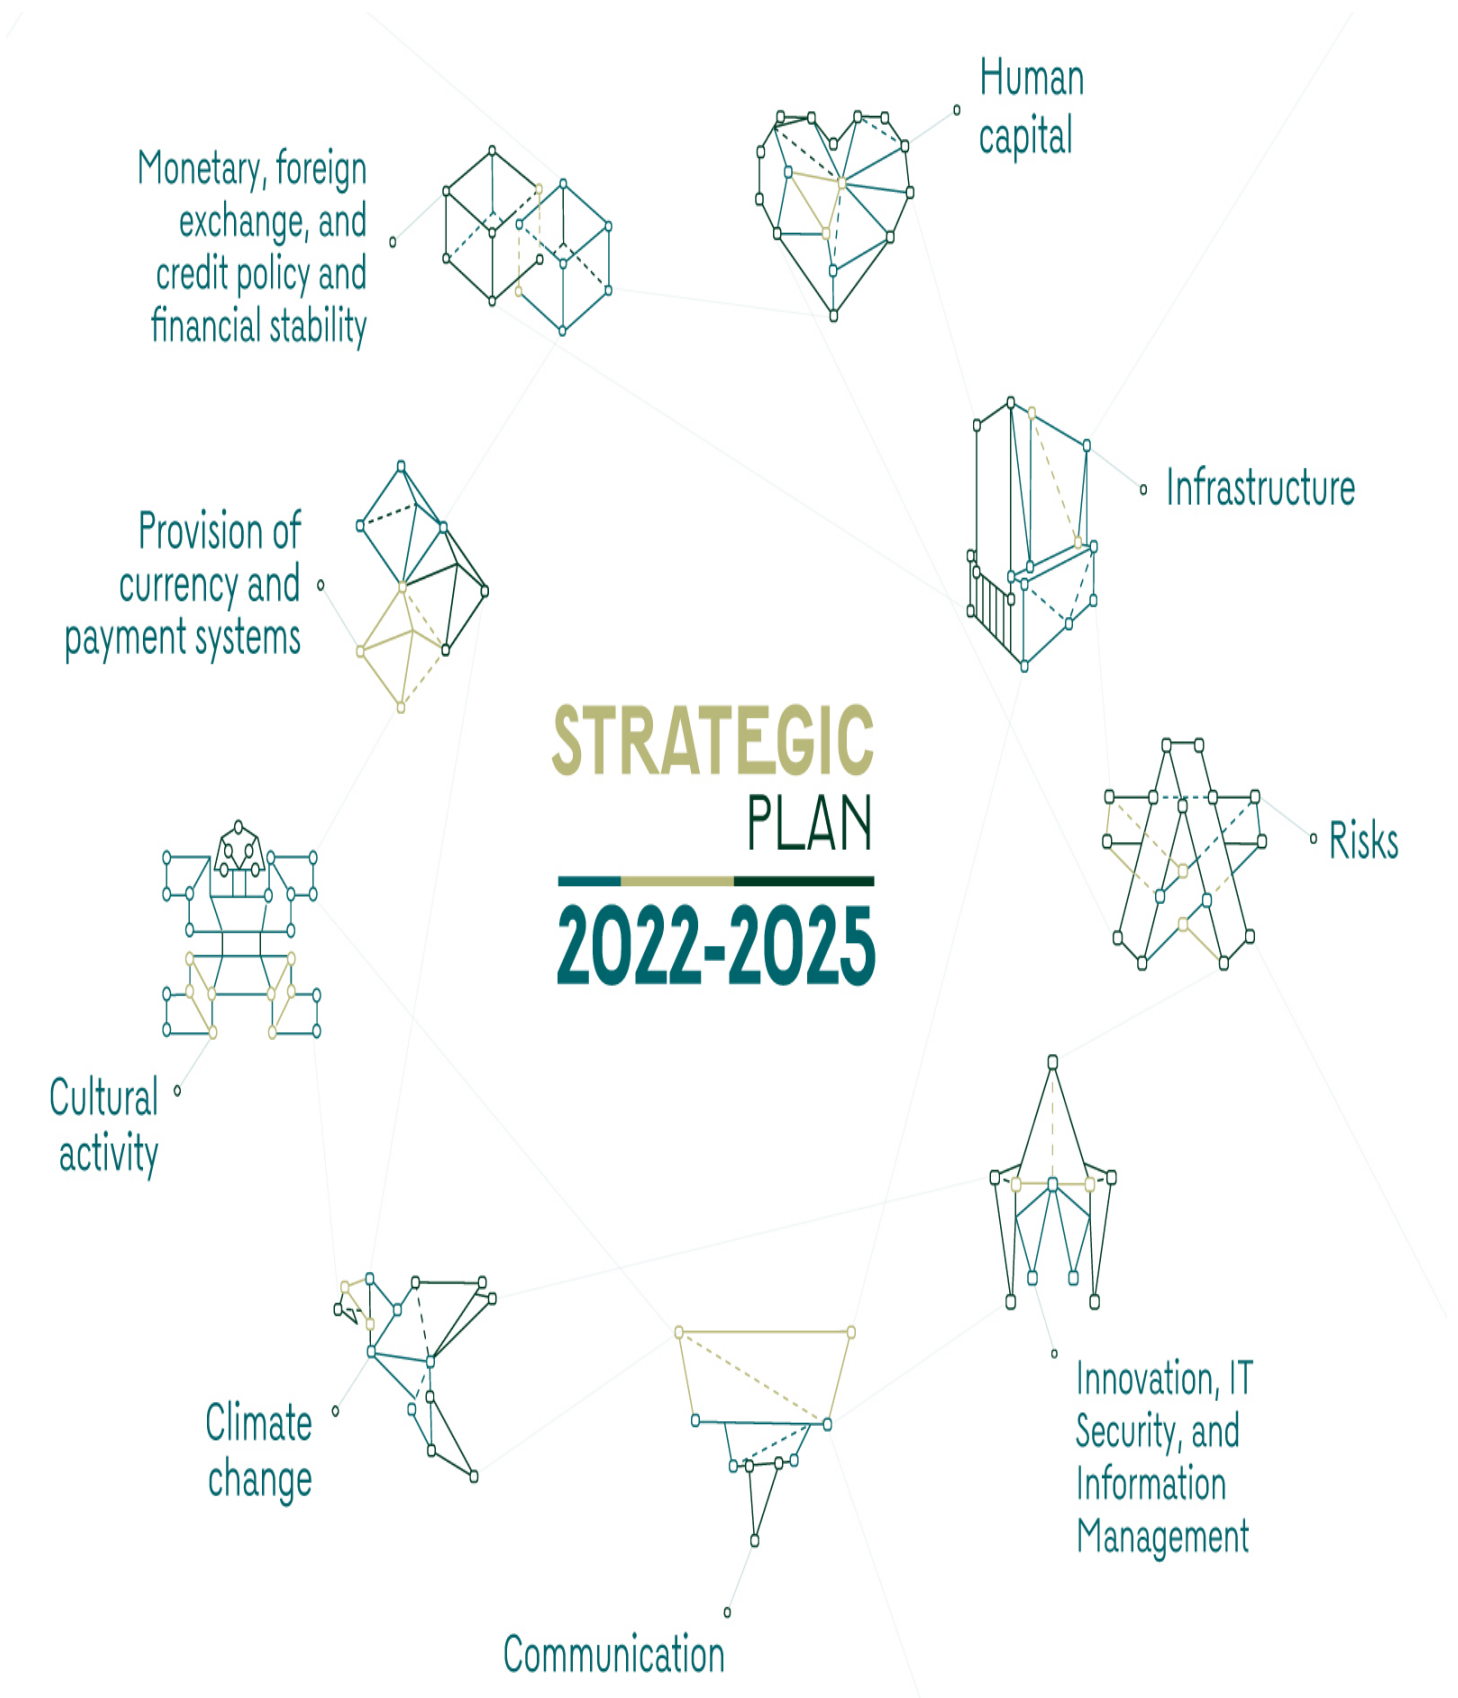 Human
capital
Monetary, foreign
exchange, and
credit policy and
financial stability
Infrastructure
Provision of
currency and
payment systems
STRATEGIC
PLAN
2022-2025
Risks
Cultural
activity
Climate
change
Innovation, IT
Security, and
Information
Management
Communication